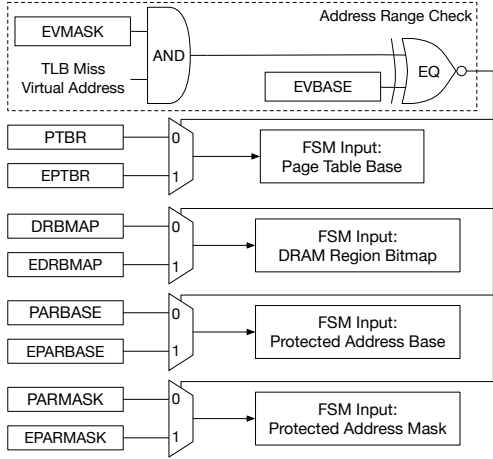 Address Range Check
EVMASK
AND
TLB Miss
Virtual Address
EQ
EVBASE
PTBR
0
FSM Input:
Page Table Base
EPTBR
1
DRBMAP
0
FSM Input:
DRAM Region Bitmap
EDRBMAP
1
PARBASE
0
FSM Input:
Protected Address Base
EPARBASE
1
PARMASK
0
FSM Input:
Protected Address Mask
EPARMASK
1